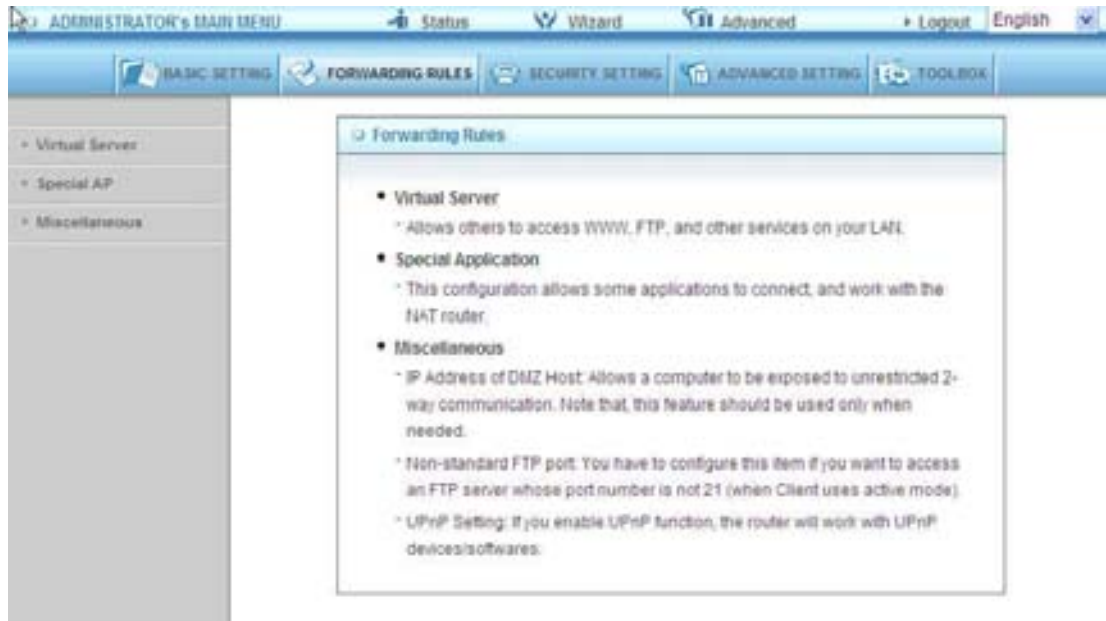 ADMINISTRATOR's MAIN MENU Status Wizard Advanced Logout English
BASIC SETTING FORWARDING RULES SECURITY SETTING ADVANCED SETTING TOOLBOX
Virtual Server
Special AP
Miscellaneous
Forwarding Rules
Virtual Server
Allows others to access WWW, FTP, and other services on your LAN.
Special Application
This configuration allows some applications to connect, and work with the
NAT router.
Miscellaneous
IP Address of DMZ Host: Allows a computer to be exposed to unrestricted 2-
way communication. Note that, this feature should be used only when
needed.
Non-standard FTP port: You have to configure this item if you want to access
an FTP server whose port number is not 21 (when Client uses active mode).
UPnP Setting: If you enable UPnP function, the router will work with UPnP
devices/softwares.